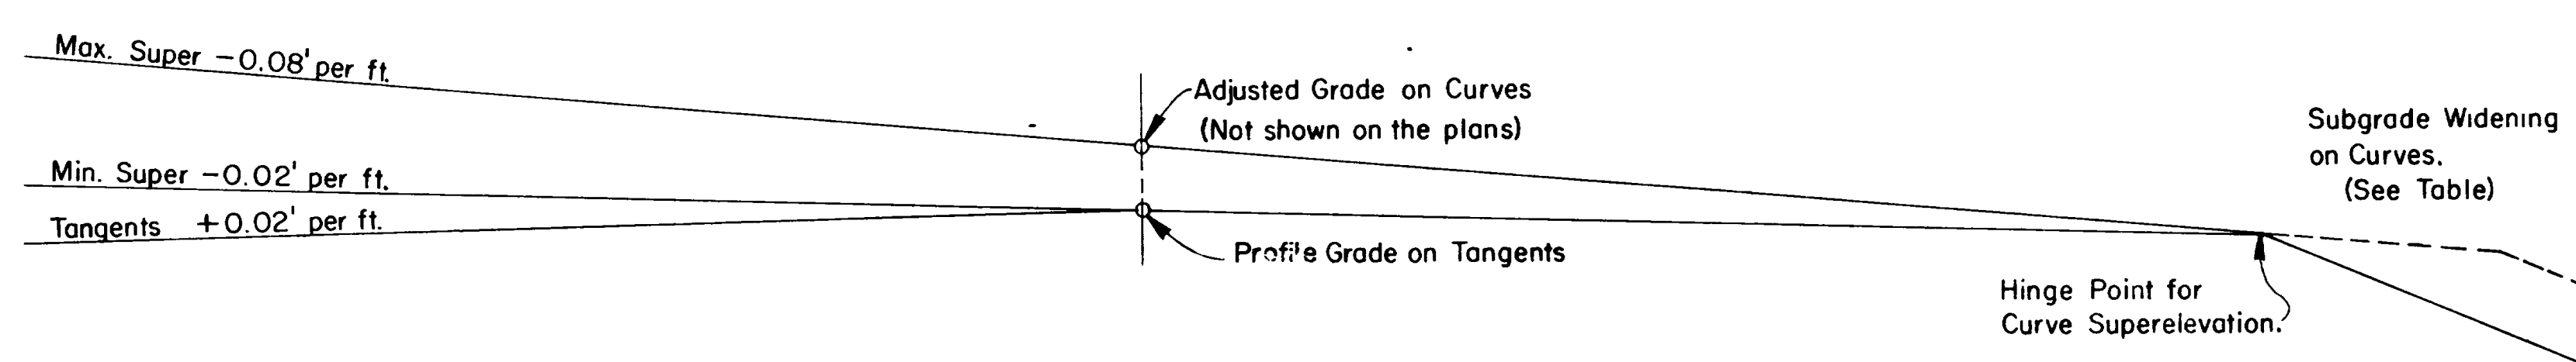 Max. Super -0.08' per ft.
Adjusted Grade on Curves
(Not shown on the plans)
Subgrade Widening
on Curves.
(See Table)
Min. Super -0.02' per ft.
Tangents +0.02' per ft.
Profile Grade on Tangents
Hinge Point for
Curve Superelevation.